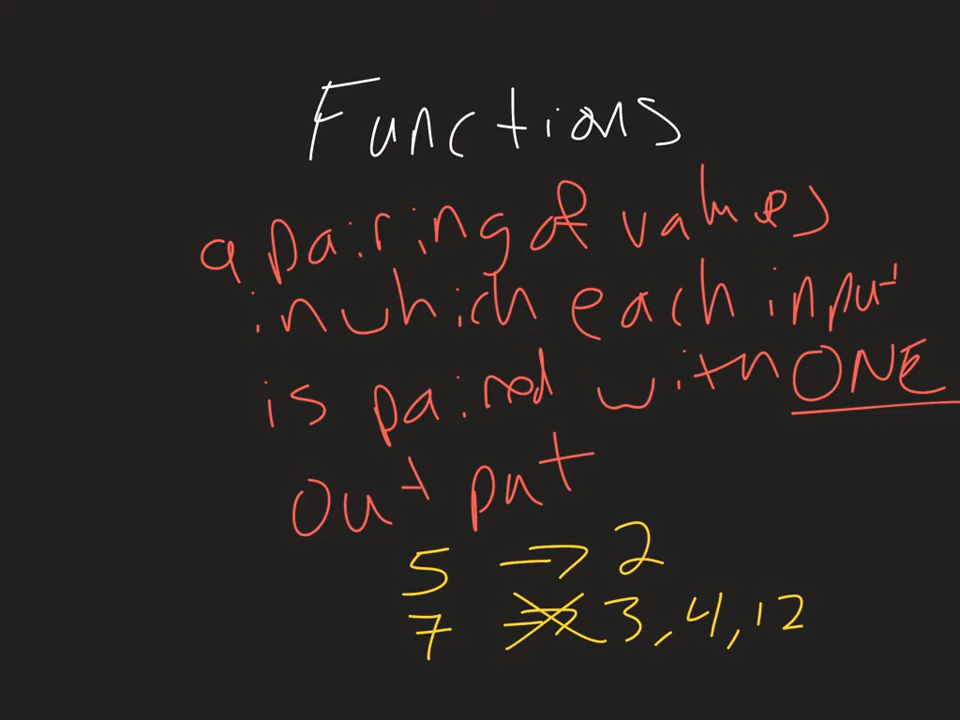 Functions
a pairing of values
in which each input
is paired with ONE
output
5 => 2
7 => 3, 4, 12